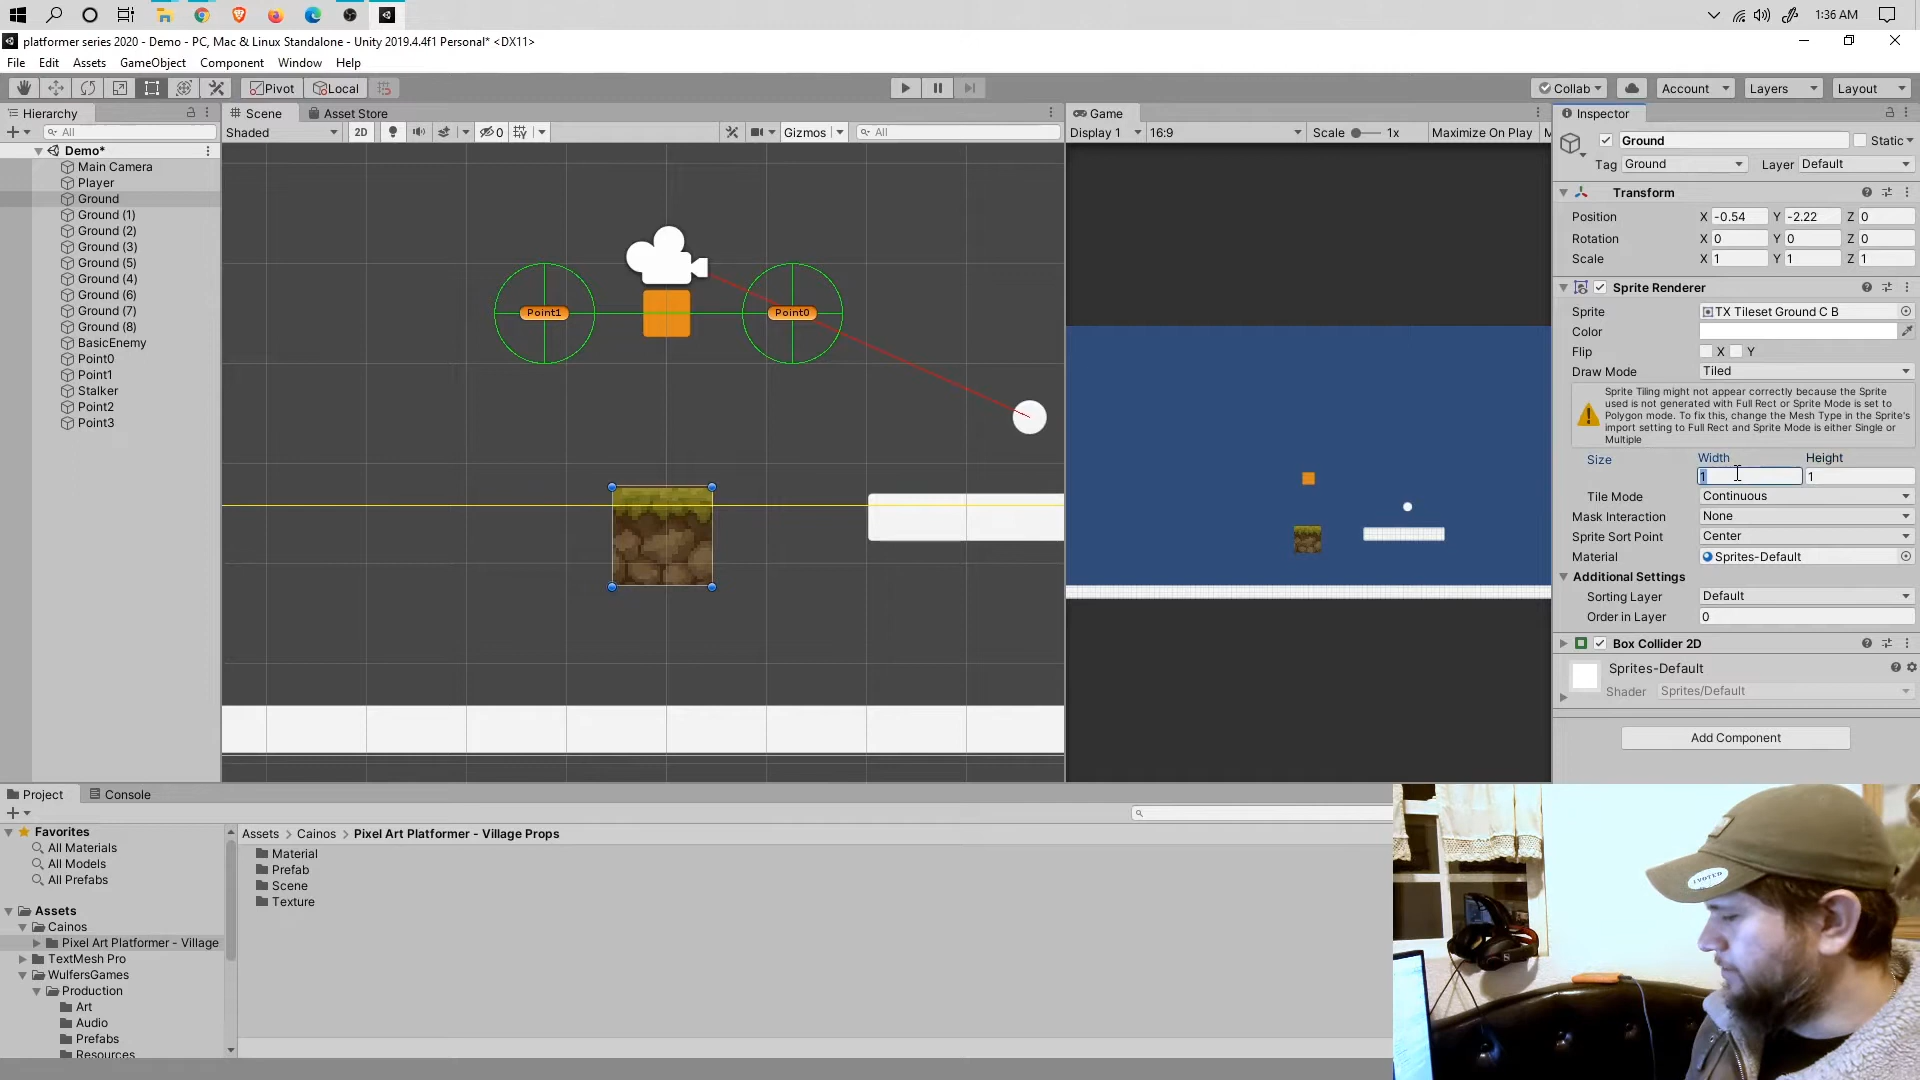 1:36 AM
platformer series 2020 - Demo - PC, Mac & Linux Standalone - Unity 2019.4.4f1 Personal* <DX11>
File Edit Assets GameObject Component Window Help
Pivot Local Collab Account Layers Layout
Hierarchy
All
Demo*
Main Camera
Player
Ground
Ground (1)
Ground (2)
Ground (3)
Ground (5)
Ground (4)
Ground (6)
Ground (7)
Ground (8)
BasicEnemy
Point0
Point1
Stalker
Point2
Point3
Scene Asset Store
Shaded 2D 0 Gizmos All
Point1 Point0
Game
Display 1 16:9 Scale 1x Maximize On Play M
Inspector
Ground Static
Tag Ground Layer Default
Transform
Position X -0.54 Y -2.22 Z 0
Rotation X 0 Y 0 Z 0
Scale X 1 Y 1 Z 1
Sprite Renderer
Sprite TX Tileset Ground C B
Color
Flip X Y
Draw Mode Tiled
Sprite Tiling might not appear correctly because the Sprite
used is not generated with Full Rect or Sprite Mode is set to
Polygon mode. To fix this, change the Mesh Type in the Sprite's
import setting to Full Rect and Sprite Mode is either Single or
Multiple
Size Width Height
1 1
Tile Mode Continuous
Mask Interaction None
Sprite Sort Point Center
Material Sprites-Default
Additional Settings
Sorting Layer Default
Order in Layer 0
Box Collider 2D
Sprites-Default
Shader Sprites/Default
Add Component
Project Console
Favorites
All Materials
All Models
All Prefabs
Assets
Cainos
Pixel Art Platformer - Village
TextMesh Pro
WulfersGames
Production
Art
Audio
Prefabs
Resources
Assets > Cainos > Pixel Art Platformer - Village Props
Material
Prefab
Scene
Texture
I VOTED